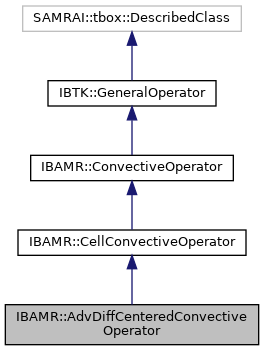 SAMRAI::tbox::DescribedClass
IBTK::GeneralOperator
IBAMR::ConvectiveOperator
IBAMR::CellConvectiveOperator
IBAMR::AdvDiffCenteredConvective
Operator